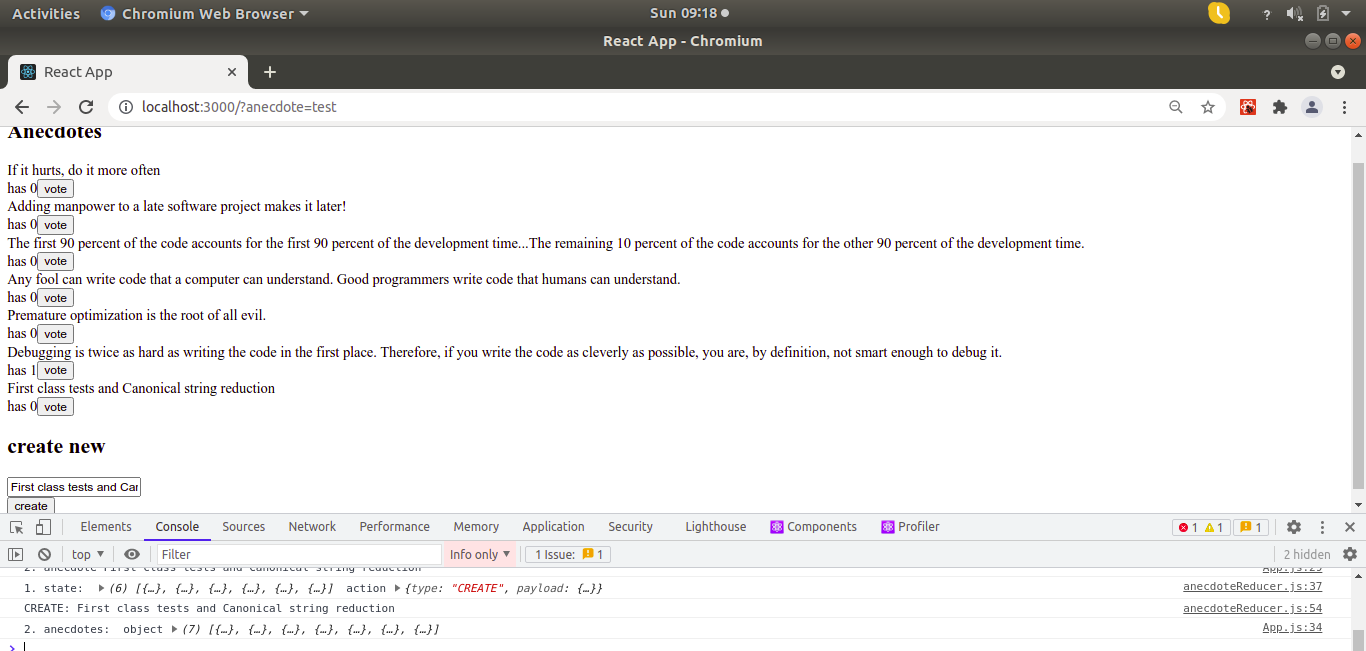 Activities Chromium Web Browser Sun 09:18
React App - Chromium
React App
localhost:3000/?anecdote=test
Anecdotes
If it hurts, do it more often
has 0 vote
Adding manpower to a late software project makes it later!
has 0 vote
The first 90 percent of the code accounts for the first 90 percent of the development time...The remaining 10 percent of the code accounts for the other 90 percent of the development time.
has 0 vote
Any fool can write code that a computer can understand. Good programmers write code that humans can understand.
has 0 vote
Premature optimization is the root of all evil.
has 0 vote
Debugging is twice as hard as writing the code in the first place. Therefore, if you write the code as cleverly as possible, you are, by definition, not smart enough to debug it.
has 1 vote
First class tests and Canonical string reduction
has 0 vote
create new
First class tests and Car
create
Elements Console Sources Network Performance Memory Application Security Lighthouse Components Profiler 1 1 1
top Filter Info only 1 Issue: 1 2 hidden
2. anecdote First class tests and Canonical string reduction App.js:25
1. state: (6) [{…}, {…}, {…}, {…}, {…}, {…}] action {type: "CREATE", payload: {…}} anecdoteReducer.js:37
CREATE: First class tests and Canonical string reduction anecdoteReducer.js:54
2. anecdotes: object (7) [{…}, {…}, {…}, {…}, {…}, {…}, {…}] App.js:34